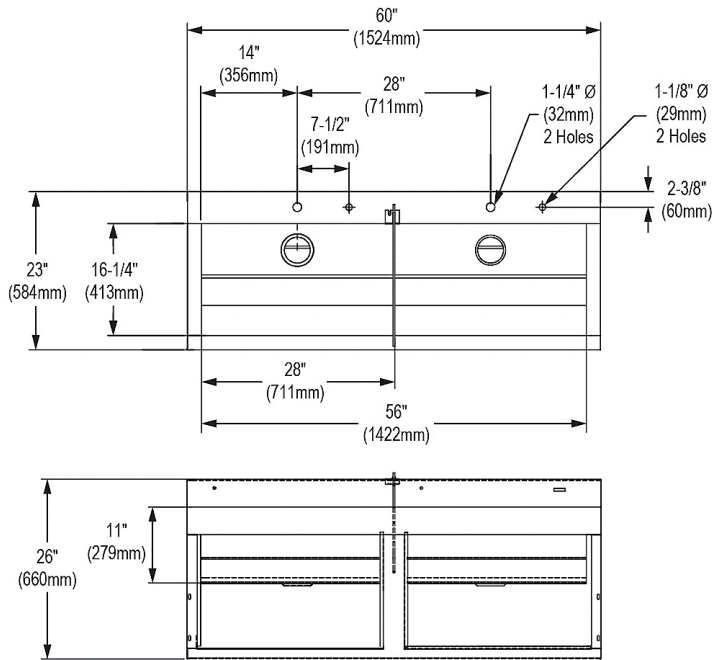 60"
(1524mm)
14"
(356mm)
28"
(711mm)
1-1/4" Ø
(32mm)
2 Holes
1-1/8" Ø
(29mm)
2 Holes
7-1/2"
(191mm)
2-3/8"
(60mm)
23"
(584mm)
16-1/4"
(413mm)
28"
(711mm)
56"
(1422mm)
11"
(279mm)
26"
(660mm)